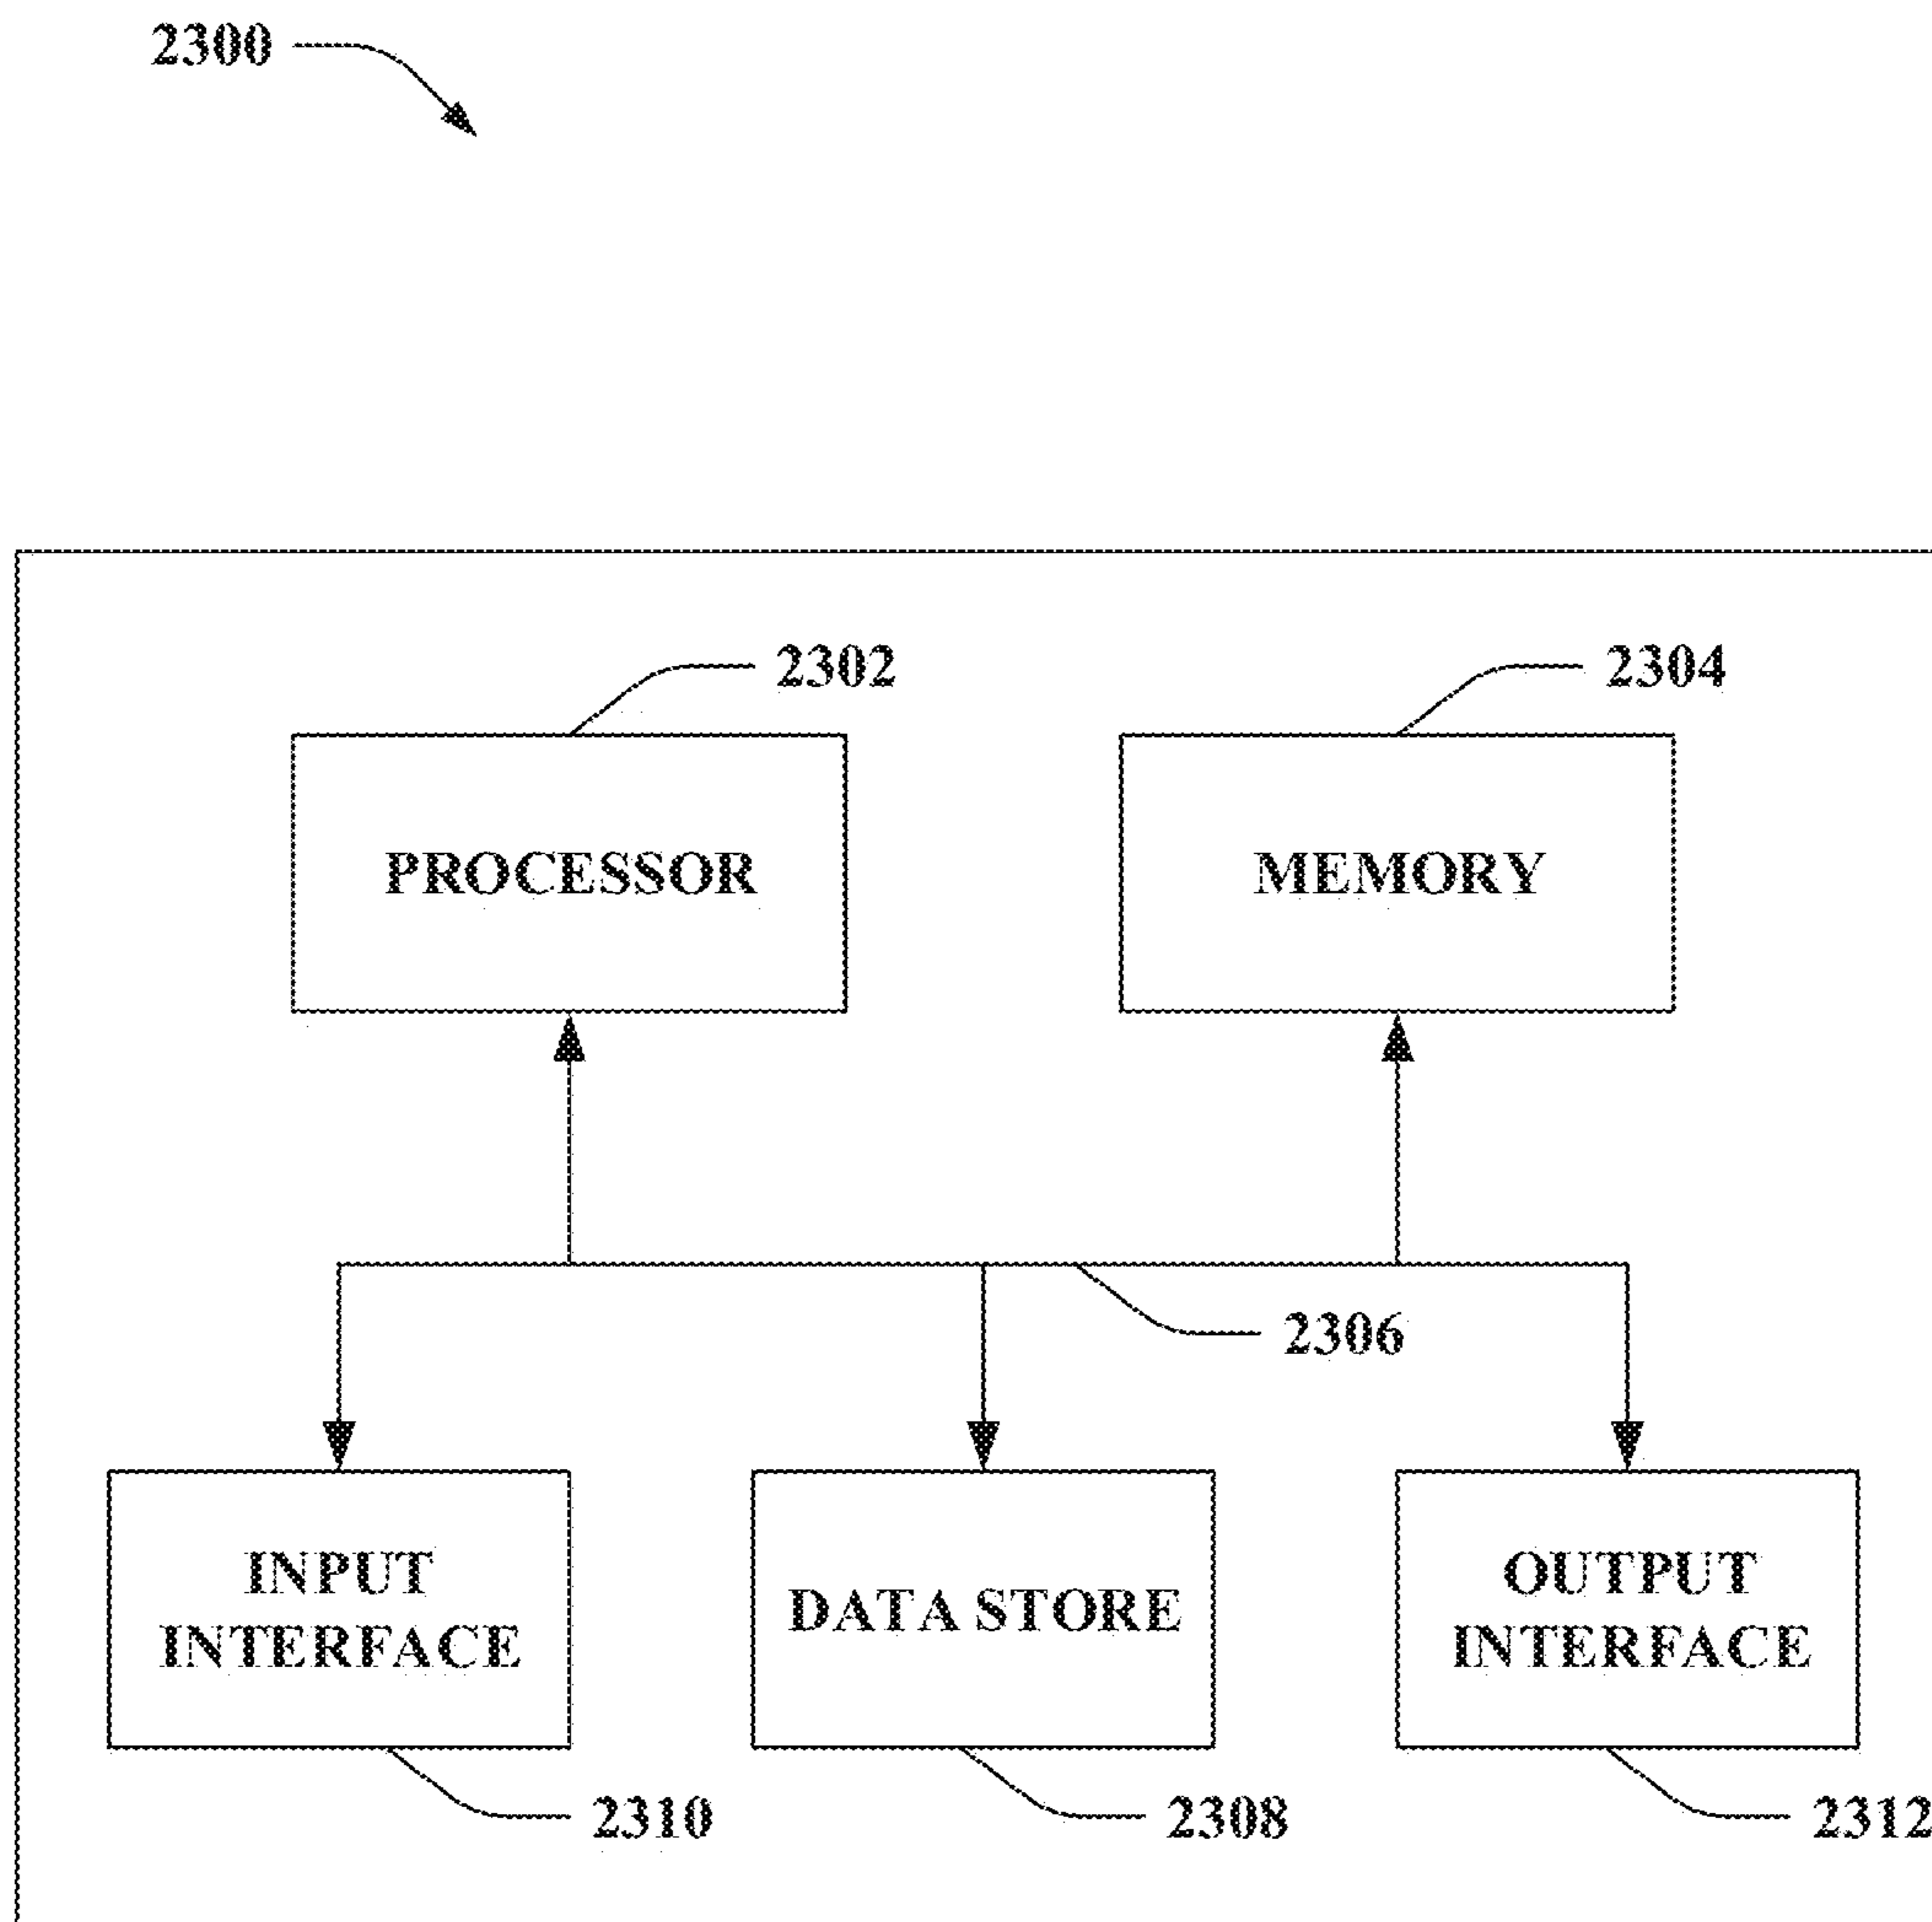 2300
2302
2304
PROCESSOR
MEMORY
2306
INPUT
INTERFACE
DATA STORE
OUTPUT
INTERFACE
2310
2308
2312